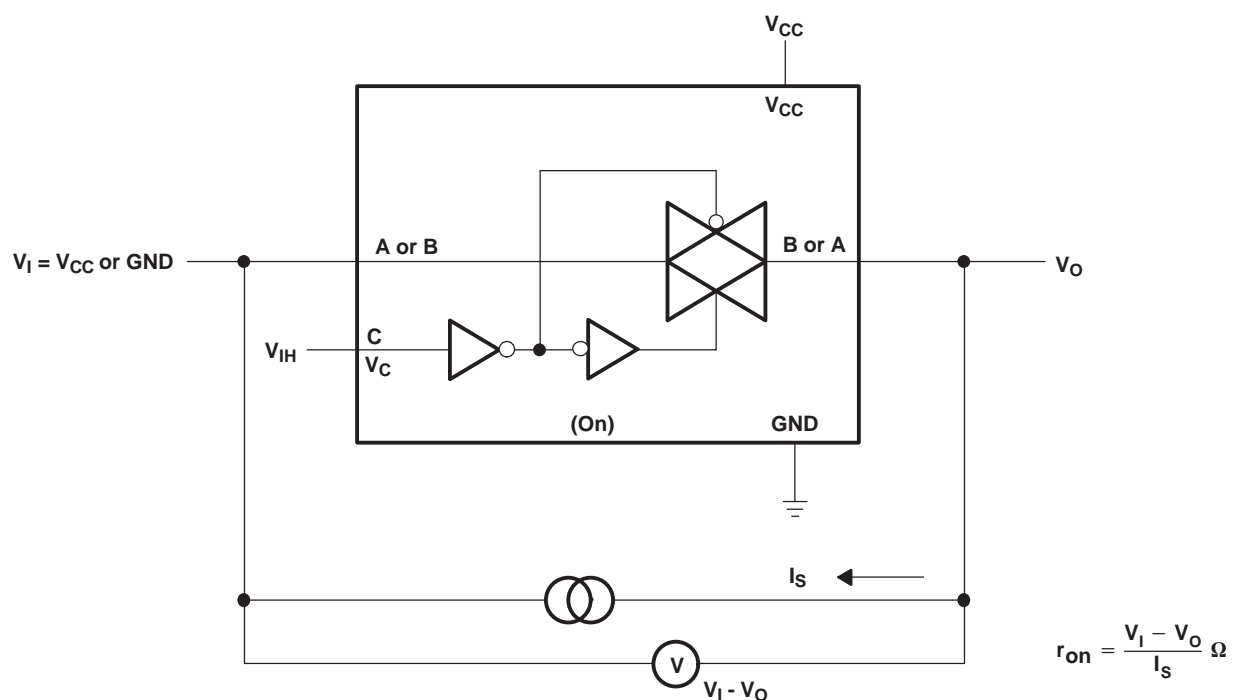 VCC
VCC
A or B
B or A
VI = VCC or GND
VO
C
VIH
VC
(On)
GND
IS
V
VI - VO
ron = VI − VO / IS Ω